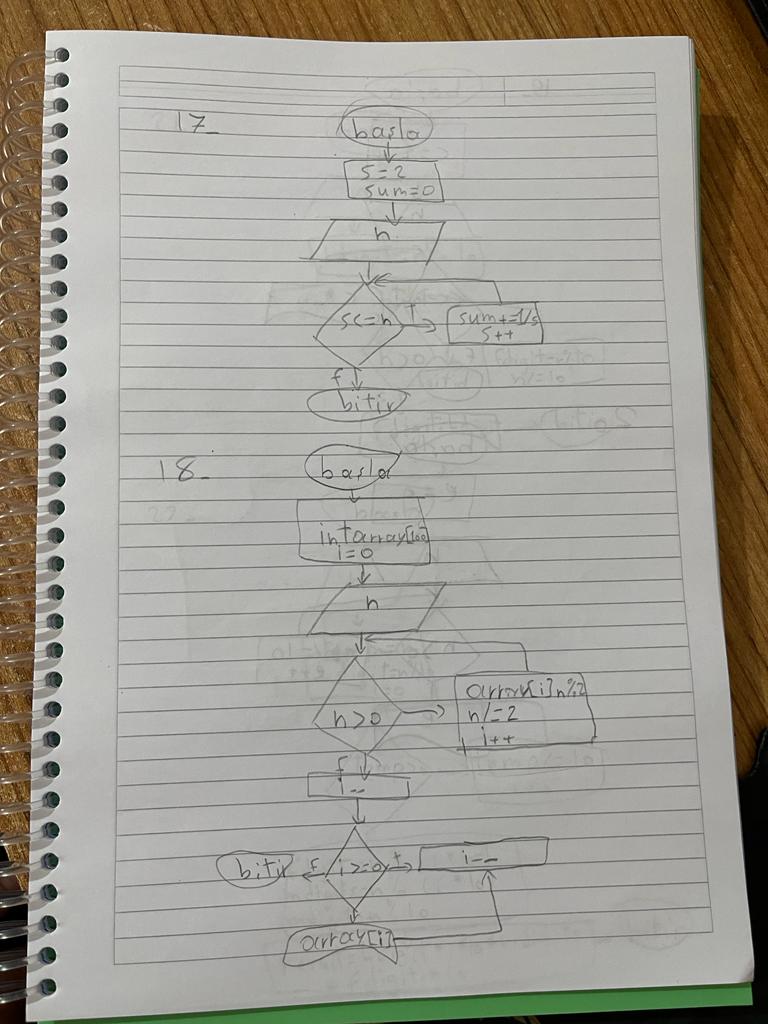 17_
basla
s=2
sum=0
n
s<=n T
sum+=1/s
s++
f
bitir
18_
basla
int array[100]
i=0
n
n>0
array[i]n%2
n/=2
i++
f
i--
bitir f i>=0 t i--
array[i]